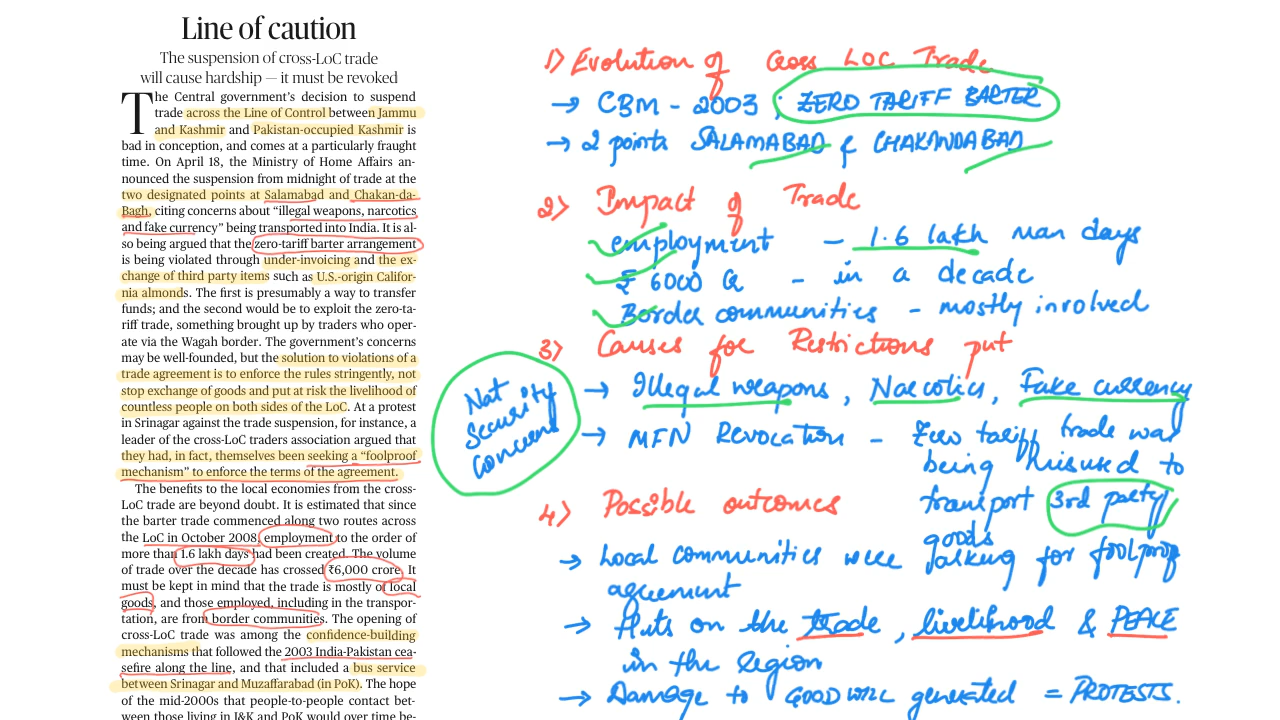 Line of caution
The suspension of cross-LoC trade
will cause hardship — it must be revoked
The Central government's decision to suspend
trade across the Line of Control between Jammu
and Kashmir and Pakistan-occupied Kashmir is
bad in conception, and comes at a particularly fraught
time. On April 18, the Ministry of Home Affairs an-
nounced the suspension from midnight of trade at the
two designated points at Salamabad and Chakan-da-
Bagh, citing concerns about "illegal weapons, narcotics
and fake currency" being transported into India. It is al-
so being argued that the zero-tariff barter arrangement
is being violated through under-invoicing and the ex-
change of third party items such as U.S.-origin Califor-
nia almonds. The first is presumably a way to transfer
funds; and the second would be to exploit the zero-ta-
riff trade, something brought up by traders who oper-
ate via the Wagah border. The government's concerns
may be well-founded, but the solution to violations of a
trade agreement is to enforce the rules stringently, not
stop exchange of goods and put at risk the livelihood of
countless people on both sides of the LoC. At a protest
in Srinagar against the trade suspension, for instance, a
leader of the cross-LoC traders association argued that
they had, in fact, themselves been seeking a "foolproof
mechanism" to enforce the terms of the agreement.
The benefits to the local economies from the cross-
LoC trade are beyond doubt. It is estimated that since
the barter trade commenced along two routes across
the LoC in October 2008, employment to the order of
more than 1.6 lakh days had been created. The volume
of trade over the decade has crossed ₹6,000 crore. It
must be kept in mind that the trade is mostly of local
goods, and those employed, including in the transpor-
tation, are from border communities. The opening of
cross-LoC trade was among the confidence-building
mechanisms that followed the 2003 India-Pakistan cea-
sefire along the line, and that included a bus service
between Srinagar and Muzaffarabad (in PoK). The hope
of the mid-2000s that people-to-people contact bet-
ween those living in J&K and PoK would over time be-
1) Evolution of Cross LOC Trade
→ CBM - 2003 ; ZERO TARIFF BARTER
→ 2 points SALAMABAD & CHAKANDABAD
2) Impact of Trade
employment - 1.6 lakh man days
₹ 6000 Cr - in a decade
Border communities - mostly involved
3) Causes for Restrictions put
Nat
Security
Concern
→ Illegal weapons, Narcotics, Fake currency
→ MFN REVOCATION - Zero tariff trade was
being misused to
transport 3rd party
goods
4) Possible outcomes
→ Local communities were talking for foolproof
agreement
→ Hits on the trade, livelihood & PEACE
in the Region
→ Damage to GOODWILL generated = PROTESTS.